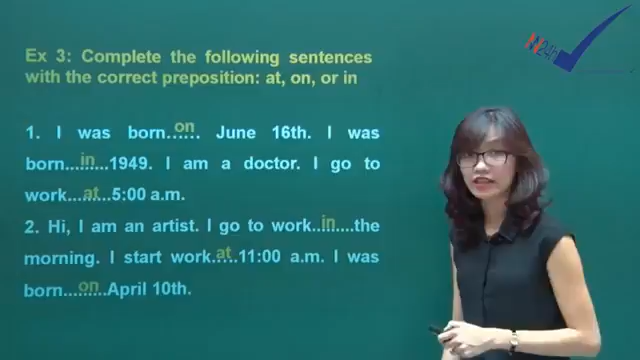 Ex 3: Complete the following sentences
with the correct preposition: at, on, or in
1. I was born...on... June 16th. I was
born...in...1949. I am a doctor. I go to
work...at...5:00 a.m.
2. Hi, I am an artist. I go to work...in...the
morning. I start work..at..11:00 a.m. I was
born...on...April 10th.